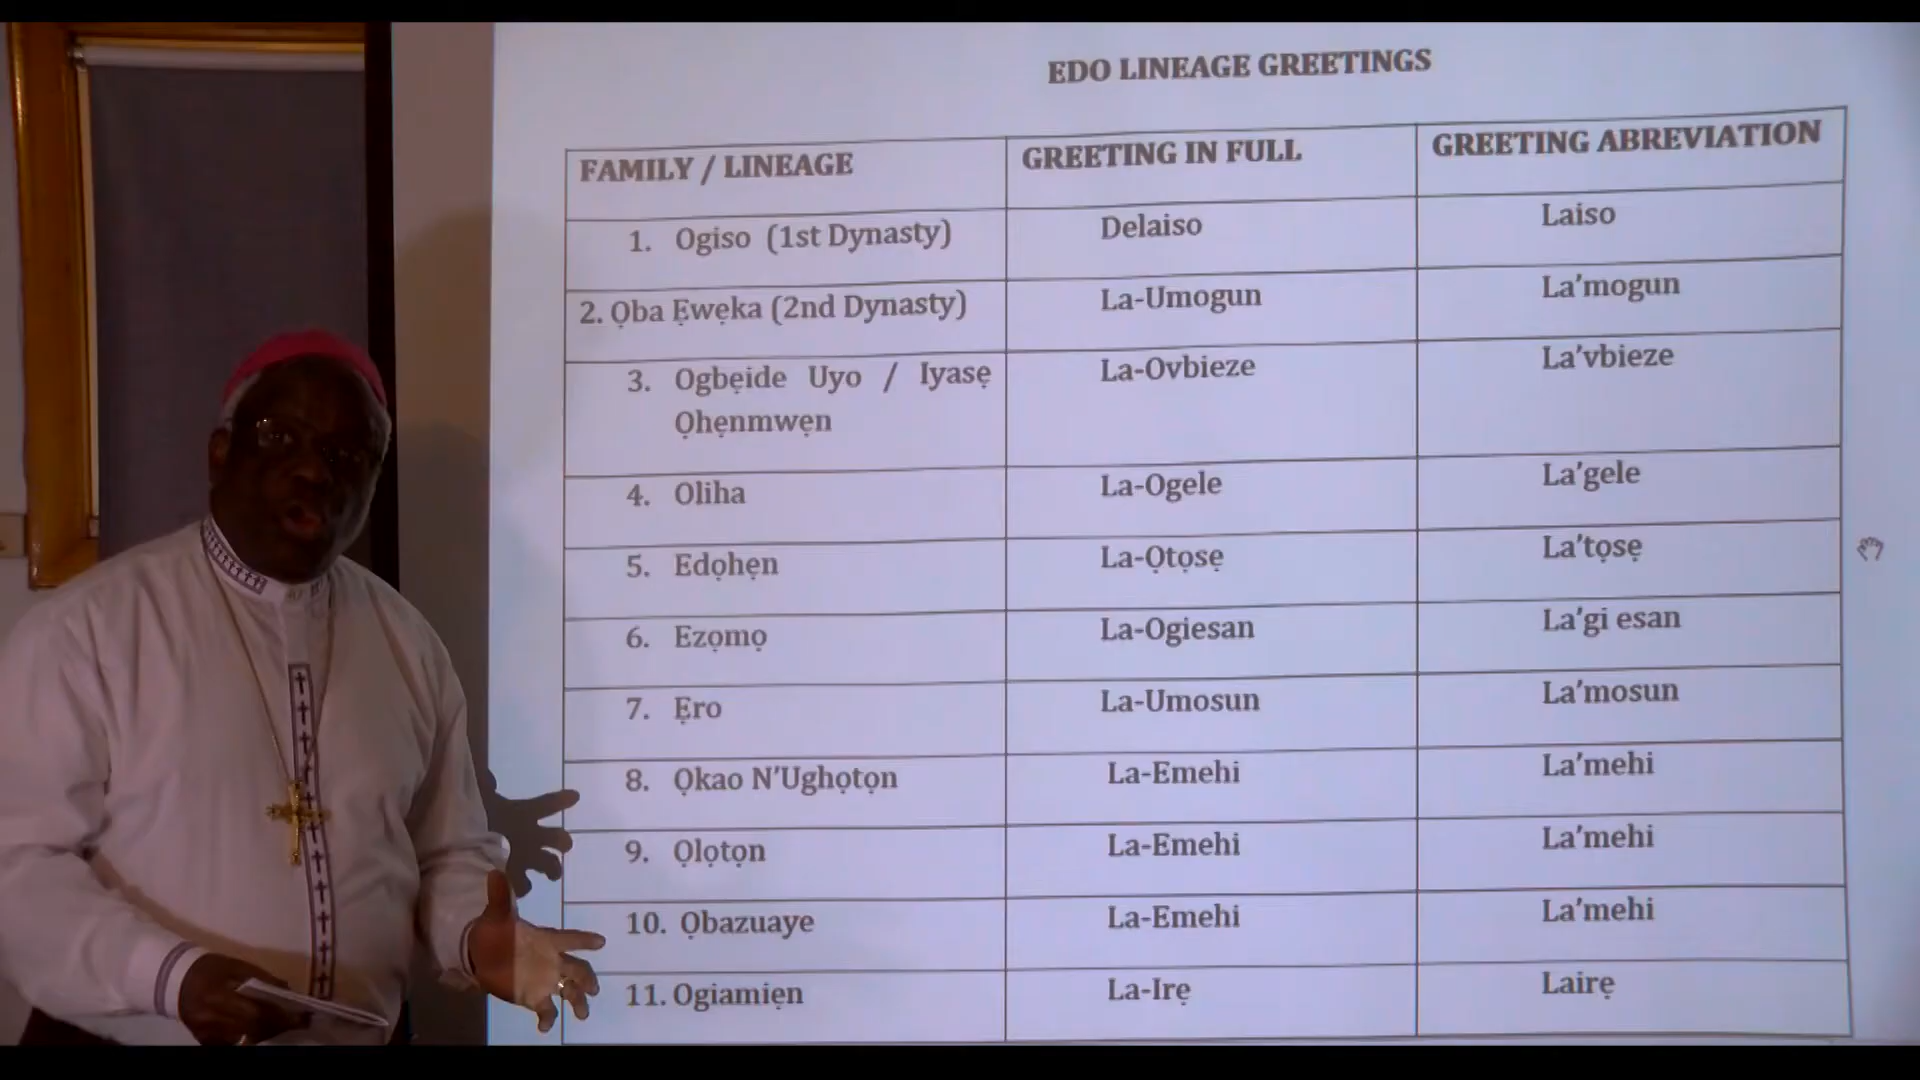 EDO LINEAGE GREETINGS
FAMILY / LINEAGE GREETING IN FULL GREETING ABREVIATION
1. Ogiso (1st Dynasty) Delaiso Laiso
2. Ọba Ẹwẹka (2nd Dynasty) La-Umogun La’mogun
3. Ogbẹide Uyo / Iyasẹ La-Ovbieze La’vbieze
Ọhẹnmwẹn
4. Oliha La-Ogele La’gele
5. Edọhẹn La-Ọtọsẹ La’tọsẹ
6. Ezọmọ La-Ogiesan La’gi esan
7. Ẹro La-Umosun La’mosun
8. Ọkao N’Ughọtọn La-Emehi La’mehi
9. Ọlọtọn La-Emehi La’mehi
10. Ọbazuaye La-Emehi La’mehi
11. Ogiamiẹn La-Irẹ Lairẹ